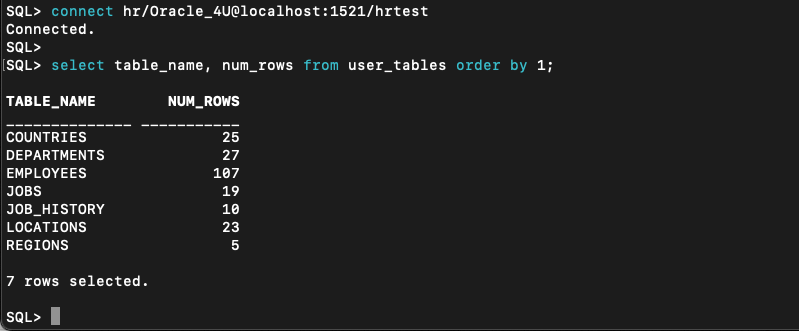 SQL> connect hr/Oracle_4U@localhost:1521/hrtest
Connected.
SQL>
SQL> select table_name, num_rows from user_tables order by 1;
TABLE_NAME        NUM_ROWS
______________ ___________
COUNTRIES               25
DEPARTMENTS             27
EMPLOYEES              107
JOBS                    19
JOB_HISTORY             10
LOCATIONS               23
REGIONS                  5
7 rows selected.
SQL>